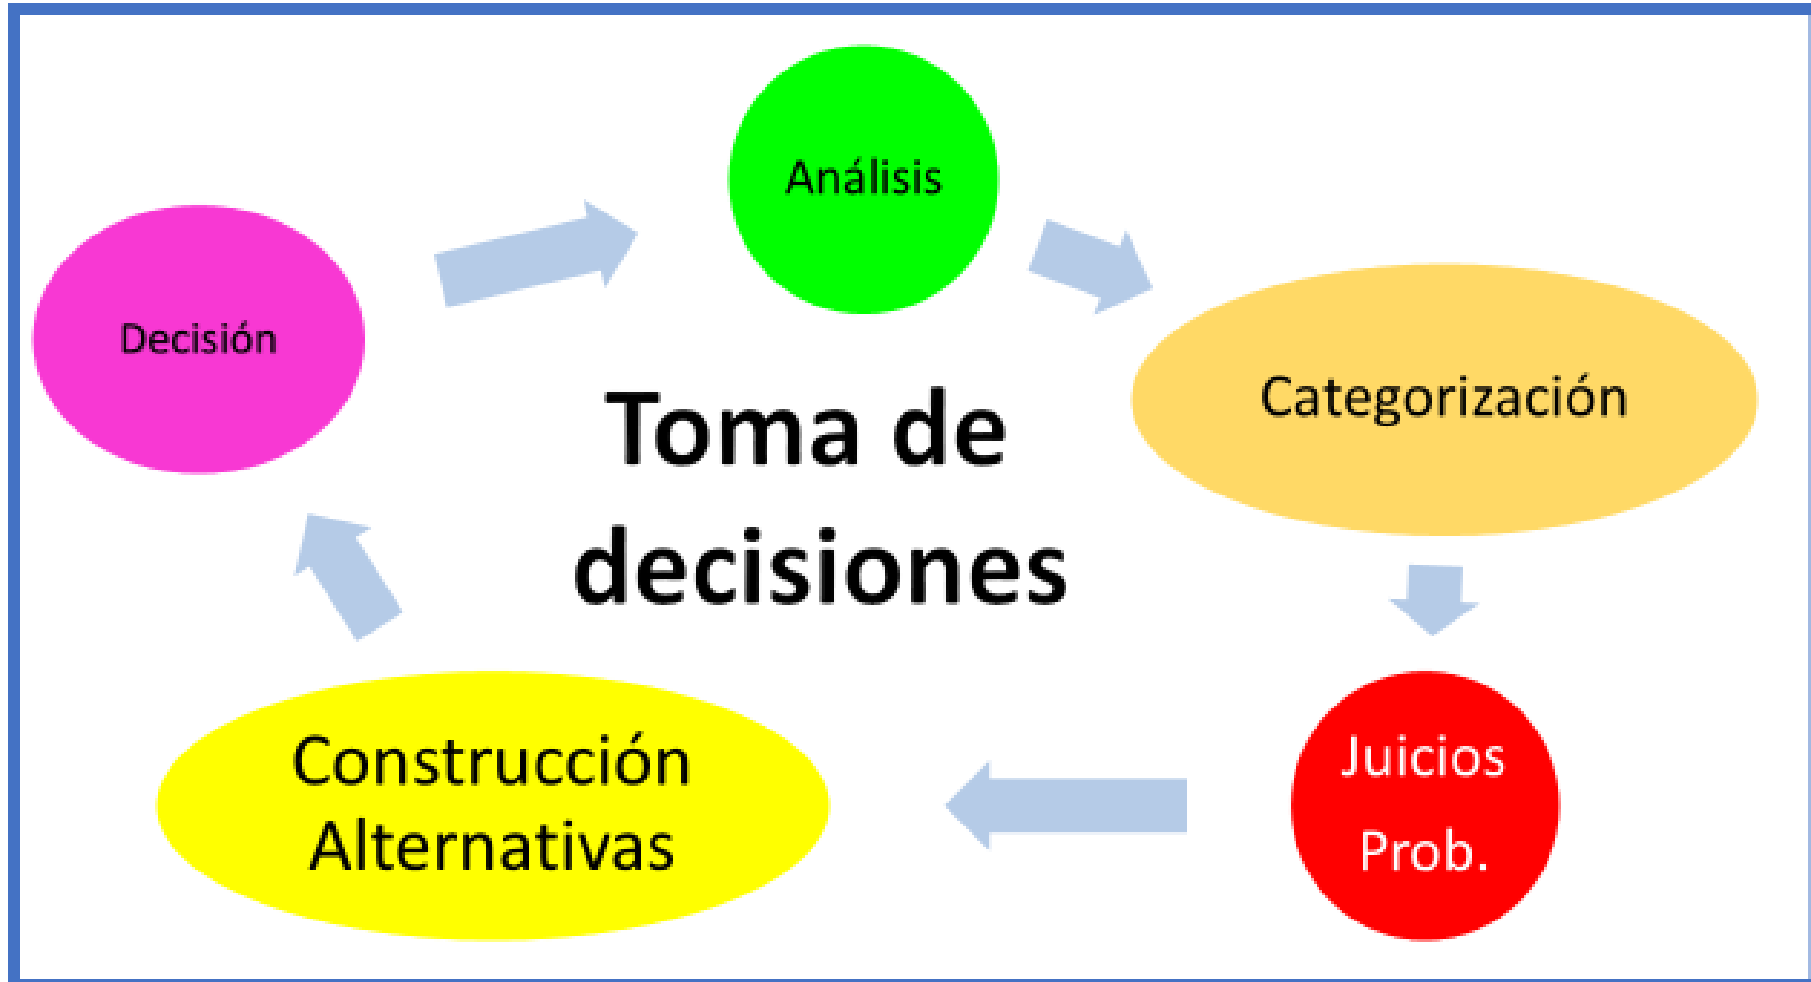 Análisis
Decisión
Categorización
Toma de
decisiones
Construcción
Alternativas
Juicios
Prob.